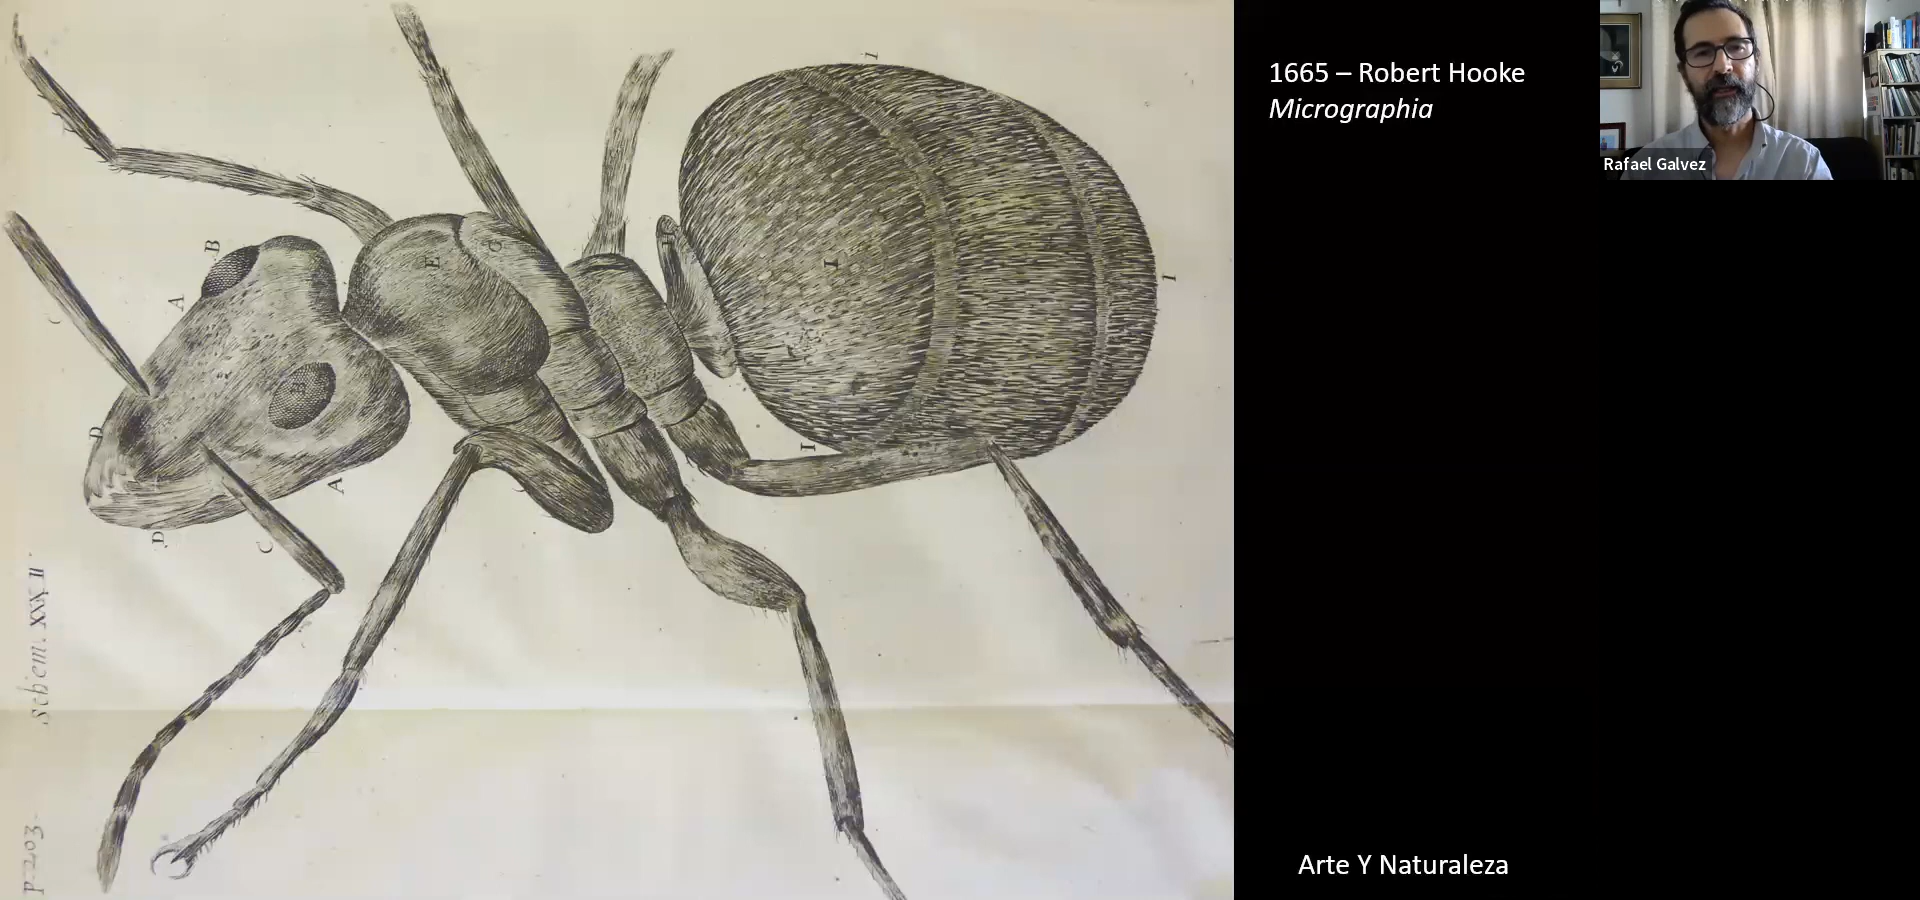 1665 – Robert Hooke
Micrographia
Rafael Galvez
Arte Y Naturaleza
Schem. XXXII
P 203
I
B
A
G
E
I
I
C
B
D
I
A
D
C